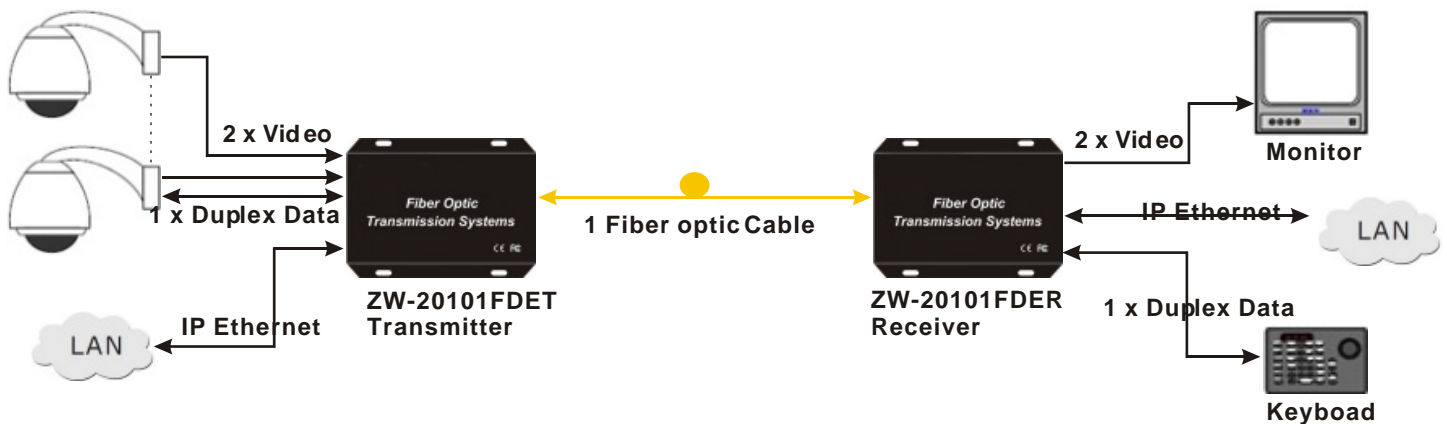 2 x Video
1 x Duplex Data
IP Ethernet
LAN
Fiber Optic
Transmission Systems
CE FC
ZW-20101FDET
Transmitter
1 Fiber optic Cable
Fiber Optic
Transmission Systems
CE FC
ZW-20101FDER
Receiver
2 x Video
Monitor
IP Ethernet
LAN
1 x Duplex Data
Keyboad